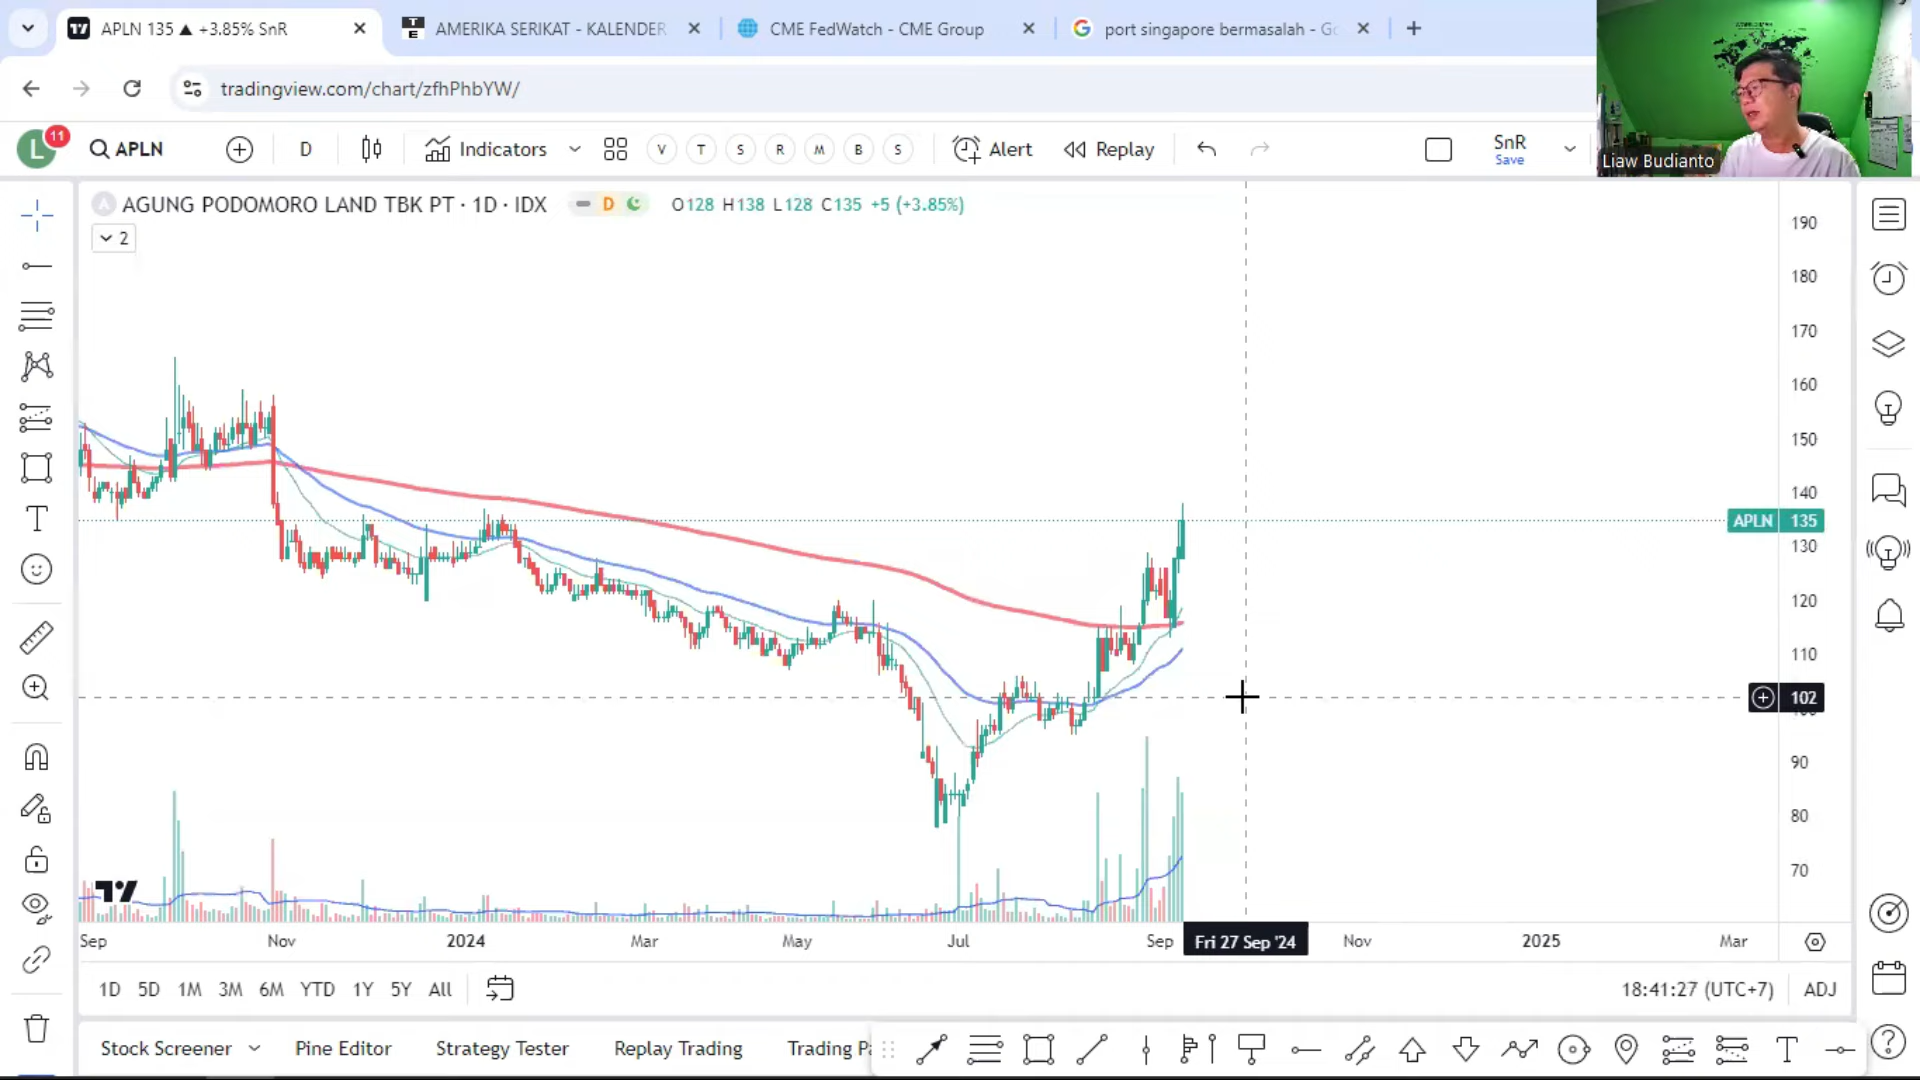 APLN 135 ▲ +3.85% SnR
AMERIKA SERIKAT - KALENDER
CME FedWatch - CME Group
port singapore bermasalah - Go
tradingview.com/chart/zfhPhbYW/
L
11
APLN
D
Indicators
V
T
S
R
M
B
S
Alert
Replay
SnR
Save
Liaw Budianto
AGUNG PODOMORO LAND TBK PT · 1D · IDX
D
O128 H138 L128 C135 +5 (+3.85%)
2
190
180
170
160
150
140
APLN 135
130
120
110
102
90
80
70
Sep
Nov
2024
Mar
May
Jul
Sep
Fri 27 Sep '24
Nov
2025
Mar
1D 5D 1M 3M 6M YTD 1Y 5Y All
18:41:27 (UTC+7)
ADJ
Stock Screener
Pine Editor
Strategy Tester
Replay Trading
Trading